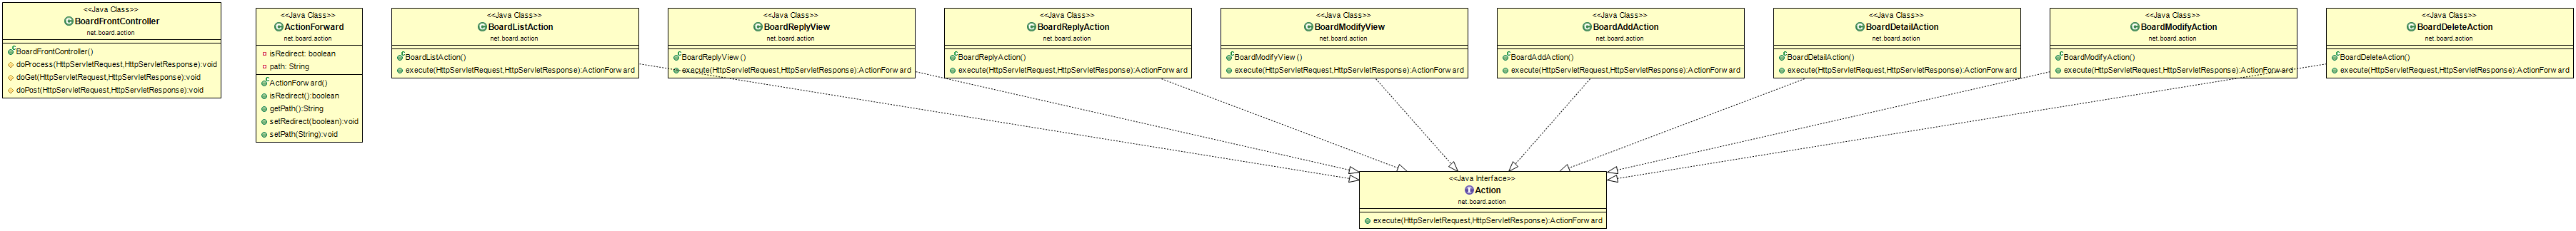 <<Java Class>>
BoardFrontController
net.board.action
BoardFrontController()
doProcess(HttpServletRequest,HttpServletResponse):void
doGet(HttpServletRequest,HttpServletResponse):void
doPost(HttpServletRequest,HttpServletResponse):void
<<Java Class>>
ActionForward
net.board.action
isRedirect: boolean
path: String
ActionForward()
isRedirect():boolean
getPath():String
setRedirect(boolean):void
setPath(String):void
<<Java Class>>
BoardListAction
net.board.action
BoardListAction()
execute(HttpServletRequest,HttpServletResponse):ActionForward
<<Java Class>>
BoardReplyView
net.board.action
BoardReplyView()
execute(HttpServletRequest,HttpServletResponse):ActionForward
<<Java Class>>
BoardReplyAction
net.board.action
BoardReplyAction()
execute(HttpServletRequest,HttpServletResponse):ActionForward
<<Java Class>>
BoardModifyView
net.board.action
BoardModifyView()
execute(HttpServletRequest,HttpServletResponse):ActionForward
<<Java Class>>
BoardAddAction
net.board.action
BoardAddAction()
execute(HttpServletRequest,HttpServletResponse):ActionForward
<<Java Class>>
BoardDetailAction
net.board.action
BoardDetailAction()
execute(HttpServletRequest,HttpServletResponse):ActionForward
<<Java Class>>
BoardModifyAction
net.board.action
BoardModifyAction()
execute(HttpServletRequest,HttpServletResponse):ActionForward
<<Java Class>>
BoardDeleteAction
net.board.action
BoardDeleteAction()
execute(HttpServletRequest,HttpServletResponse):ActionForward
<<Java Interface>>
Action
net.board.action
execute(HttpServletRequest,HttpServletResponse):ActionForward